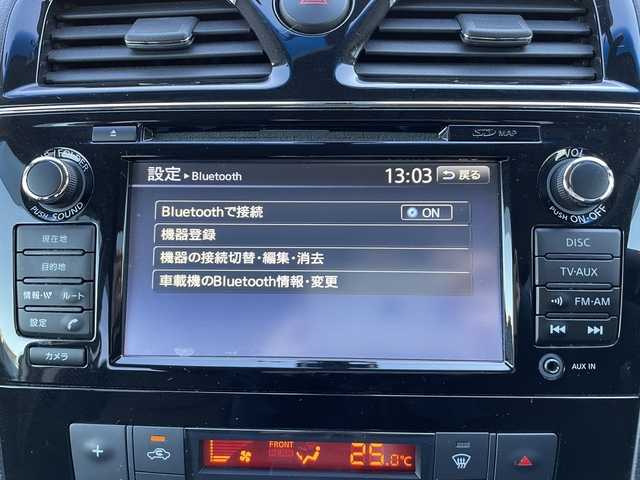 SD MAP
FOLDER
PUSH SOUND
VOL
PUSH ON·OFF
設定 ▶ Bluetooth 13:03 戻る
Bluetoothで接続 ON
機器登録
機器の接続切替・編集・消去
車載機のBluetooth情報・変更
現在地
目的地
情報・VV ルート
設定
カメラ
DISC
TV-AUX
FM-AM
AUX IN
FRONT
25.0℃